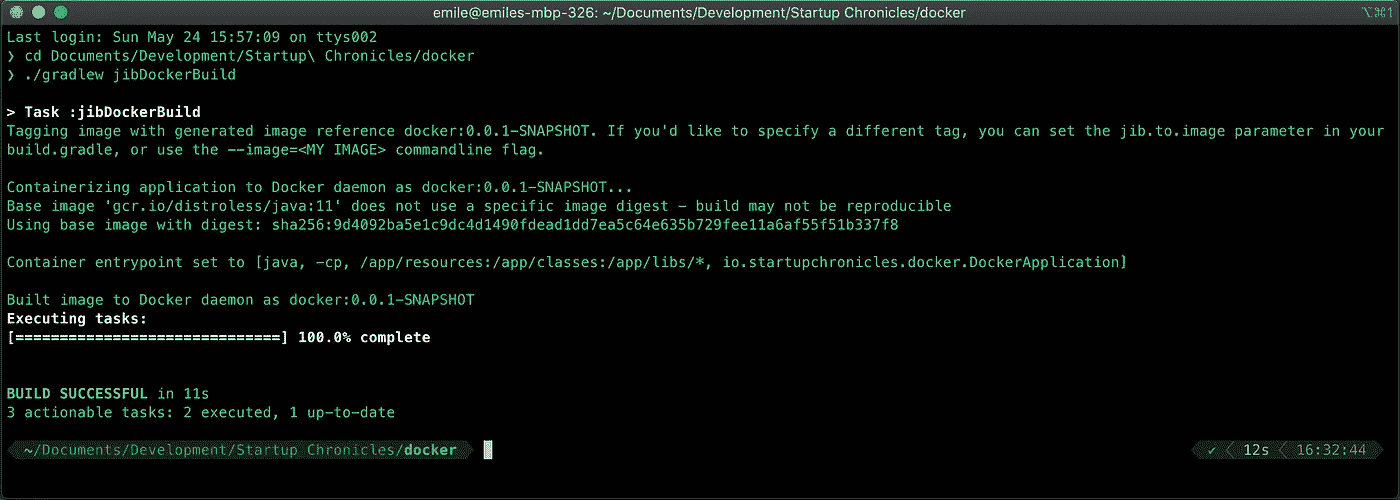 emile@emiles-mbp-326: ~/Documents/Development/Startup Chronicles/docker
⌥⌘1
Last login: Sun May 24 15:57:09 on ttys002
❯ cd Documents/Development/Startup\ Chronicles/docker
❯ ./gradlew jibDockerBuild
> Task :jibDockerBuild
Tagging image with generated image reference docker:0.0.1-SNAPSHOT. If you'd like to specify a different tag, you can set the jib.to.image parameter in your
build.gradle, or use the --image=<MY IMAGE> commandline flag.
Containerizing application to Docker daemon as docker:0.0.1-SNAPSHOT...
Base image 'gcr.io/distroless/java:11' does not use a specific image digest - build may not be reproducible
Using base image with digest: sha256:9d4092ba5e1c9dc4d1490fdead1dd7ea5c64e635b729fee11a6af55f51b337f8
Container entrypoint set to [java, -cp, /app/resources:/app/classes:/app/libs/*, io.startupchronicles.docker.DockerApplication]
Built image to Docker daemon as docker:0.0.1-SNAPSHOT
Executing tasks:
[==============================] 100.0% complete
BUILD SUCCESSFUL in 11s
3 actionable tasks: 2 executed, 1 up-to-date
~/Documents/Development/Startup Chronicles/docker
✔ 12s 16:32:44